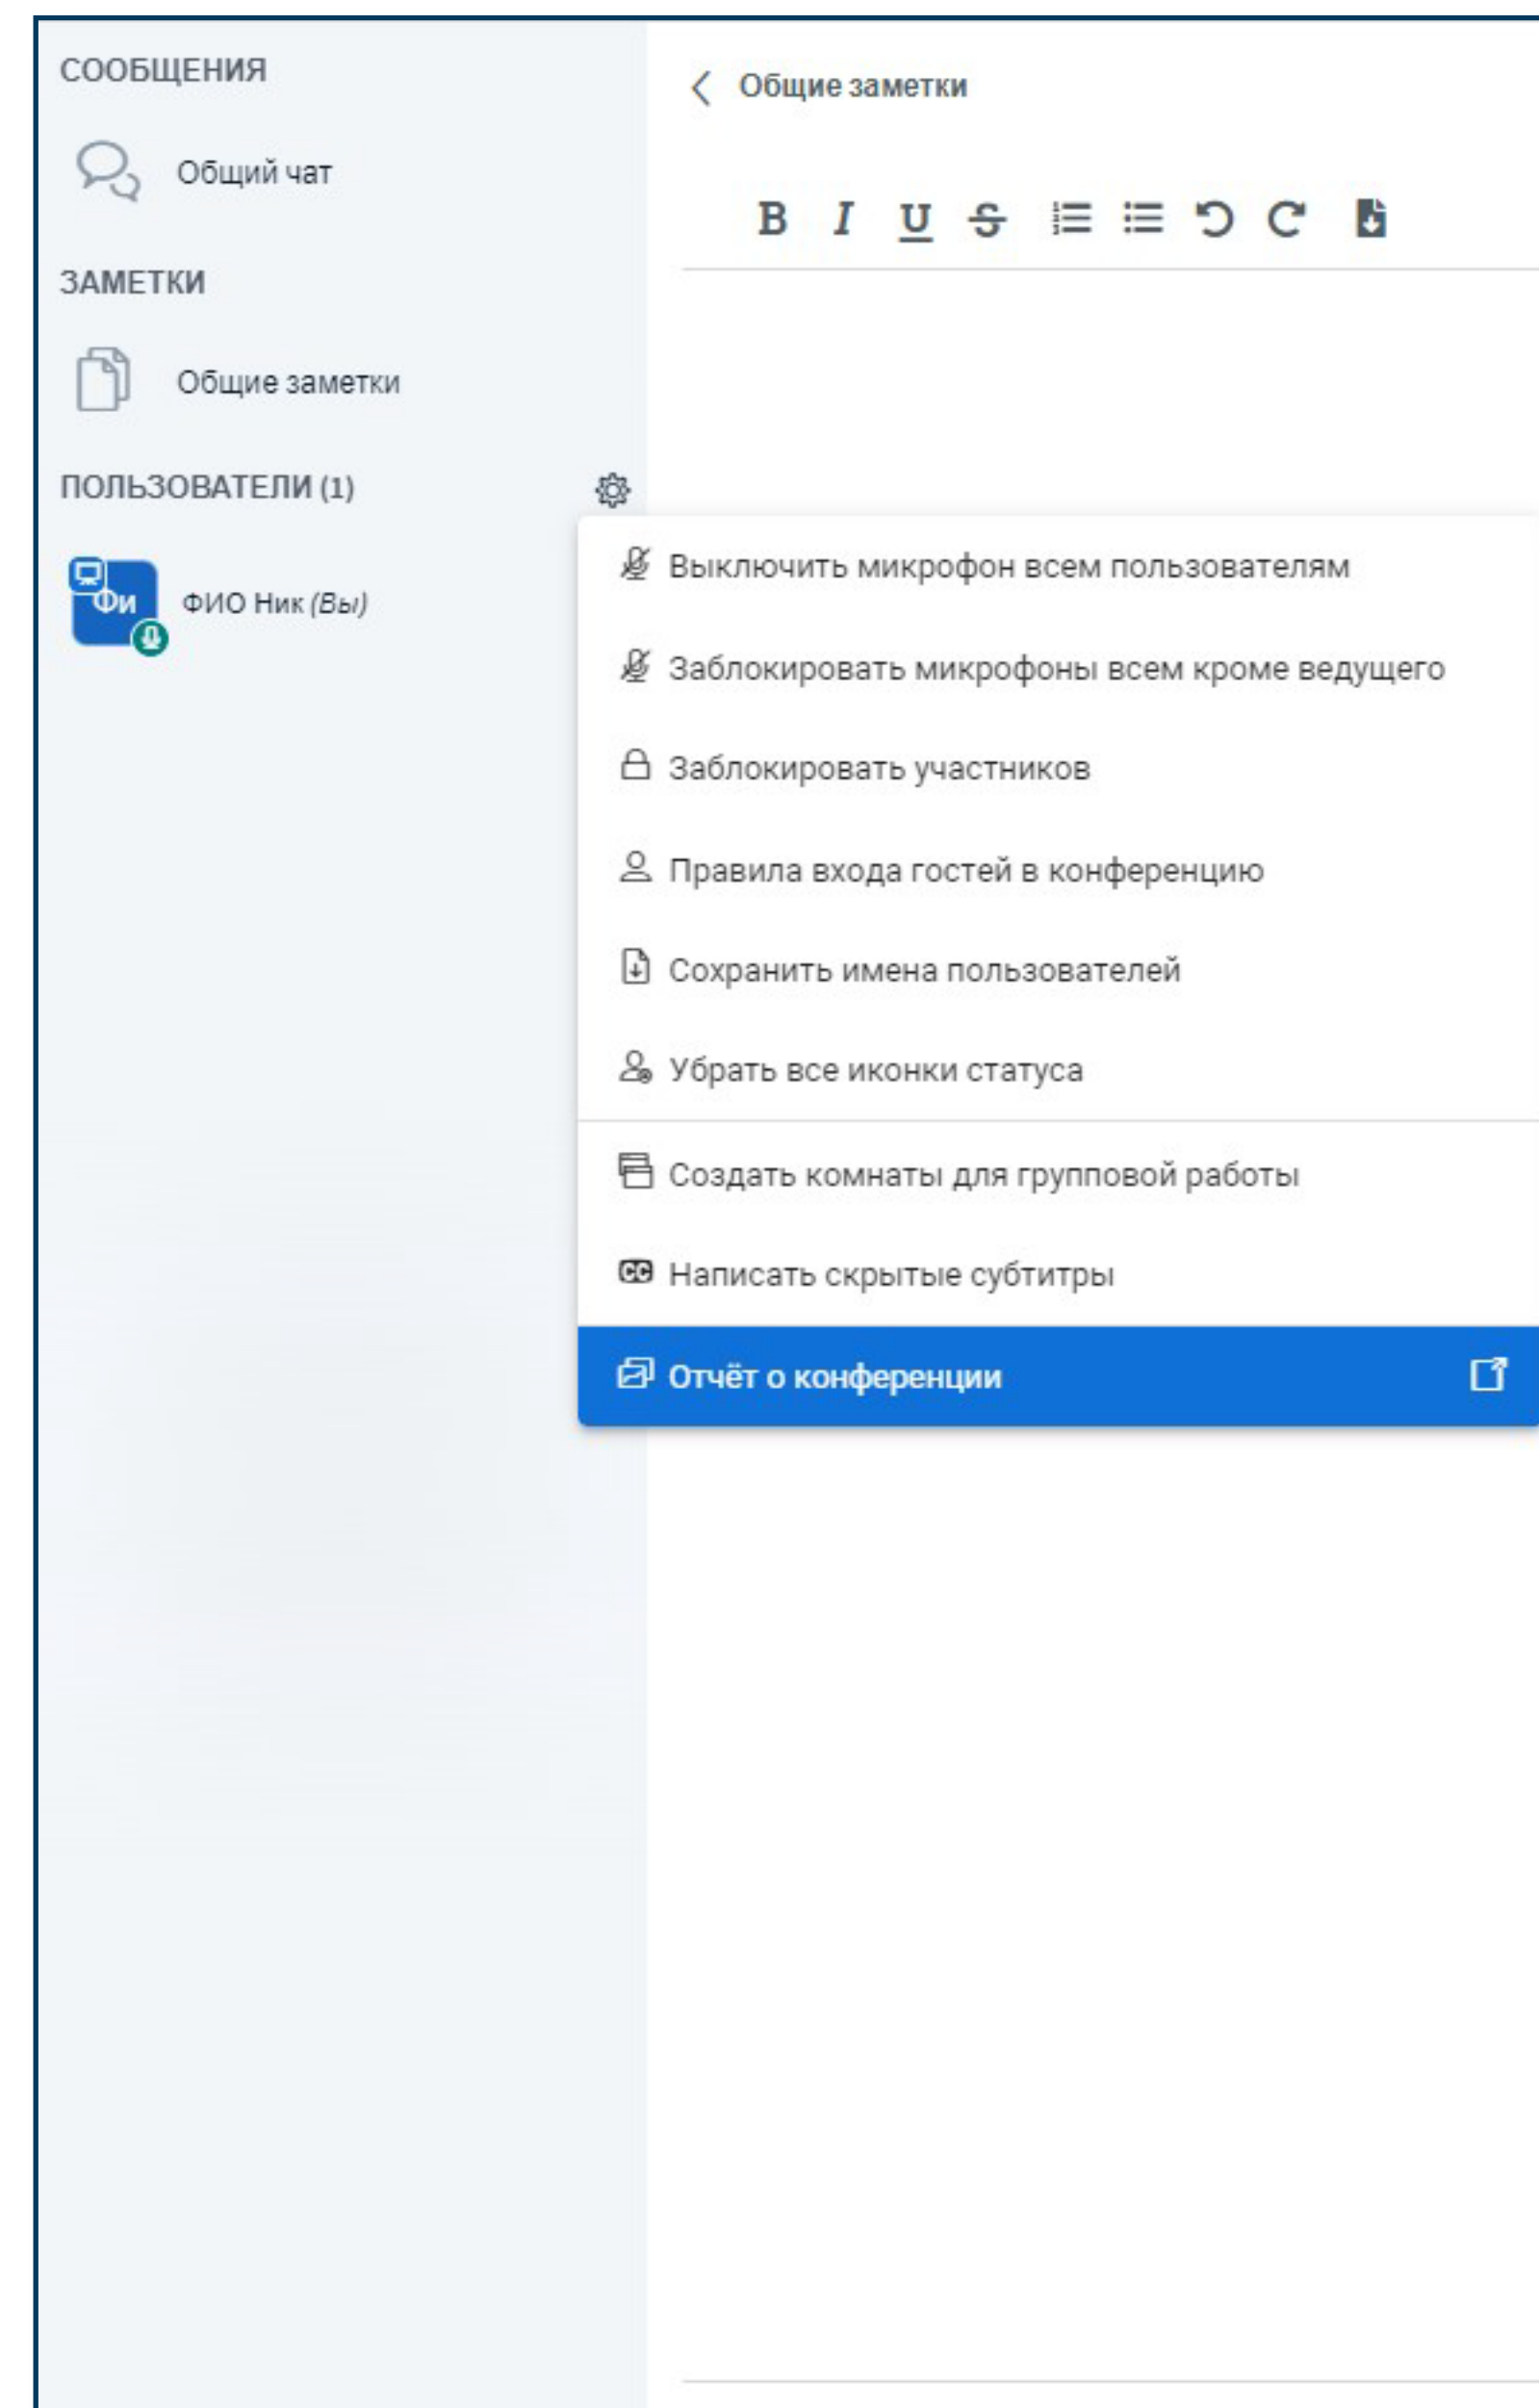 СООБЩЕНИЯ
Общий чат
ЗАМЕТКИ
Общие заметки
ПОЛЬЗОВАТЕЛИ (1)
Фи
ФИО Ник (Вы)
Общие заметки
B I U S
Выключить микрофон всем пользователям
Заблокировать микрофоны всем кроме ведущего
Заблокировать участников
Правила входа гостей в конференцию
Сохранить имена пользователей
Убрать все иконки статуса
Создать комнаты для групповой работы
CC Написать скрытые субтитры
Отчёт о конференции